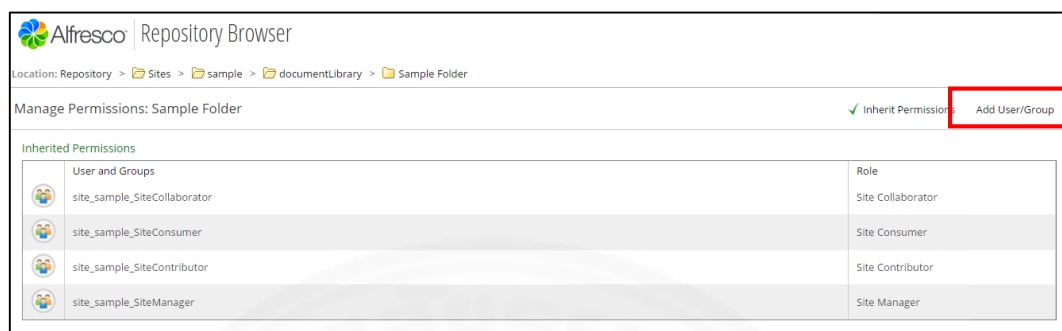 Alfresco Repository Browser
Location: Repository > Sites > sample > documentLibrary > Sample Folder
Manage Permissions: Sample Folder Inherit Permissions Add User/Group
Inherited Permissions
User and Groups Role
site_sample_SiteCollaborator Site Collaborator
site_sample_SiteConsumer Site Consumer
site_sample_SiteContributor Site Contributor
site_sample_SiteManager Site Manager